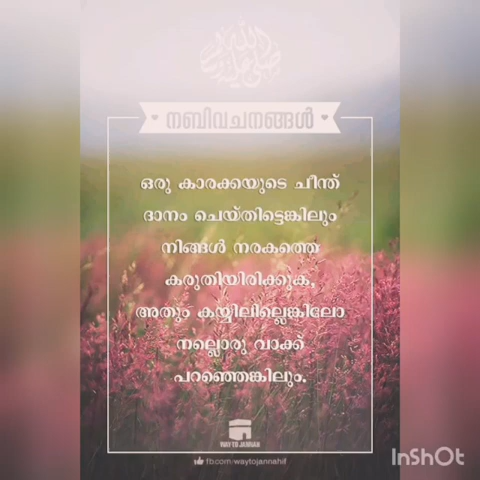 നബിവചനങ്ങൾ
ഒരു കാരക്കയുടെ ചീന്ത്
ദാനം ചെയ്തിട്ടെങ്കിലും
നിങ്ങൾ നരകത്തെ
കരുതിയിരിക്കുക,
അതും കയ്യിലില്ലെങ്കിലോ
നല്ലൊരു വാക്ക്
പറഞ്ഞെങ്കിലും.
WAY TO JANNAH
fb.com/waytojannahif
InShOt